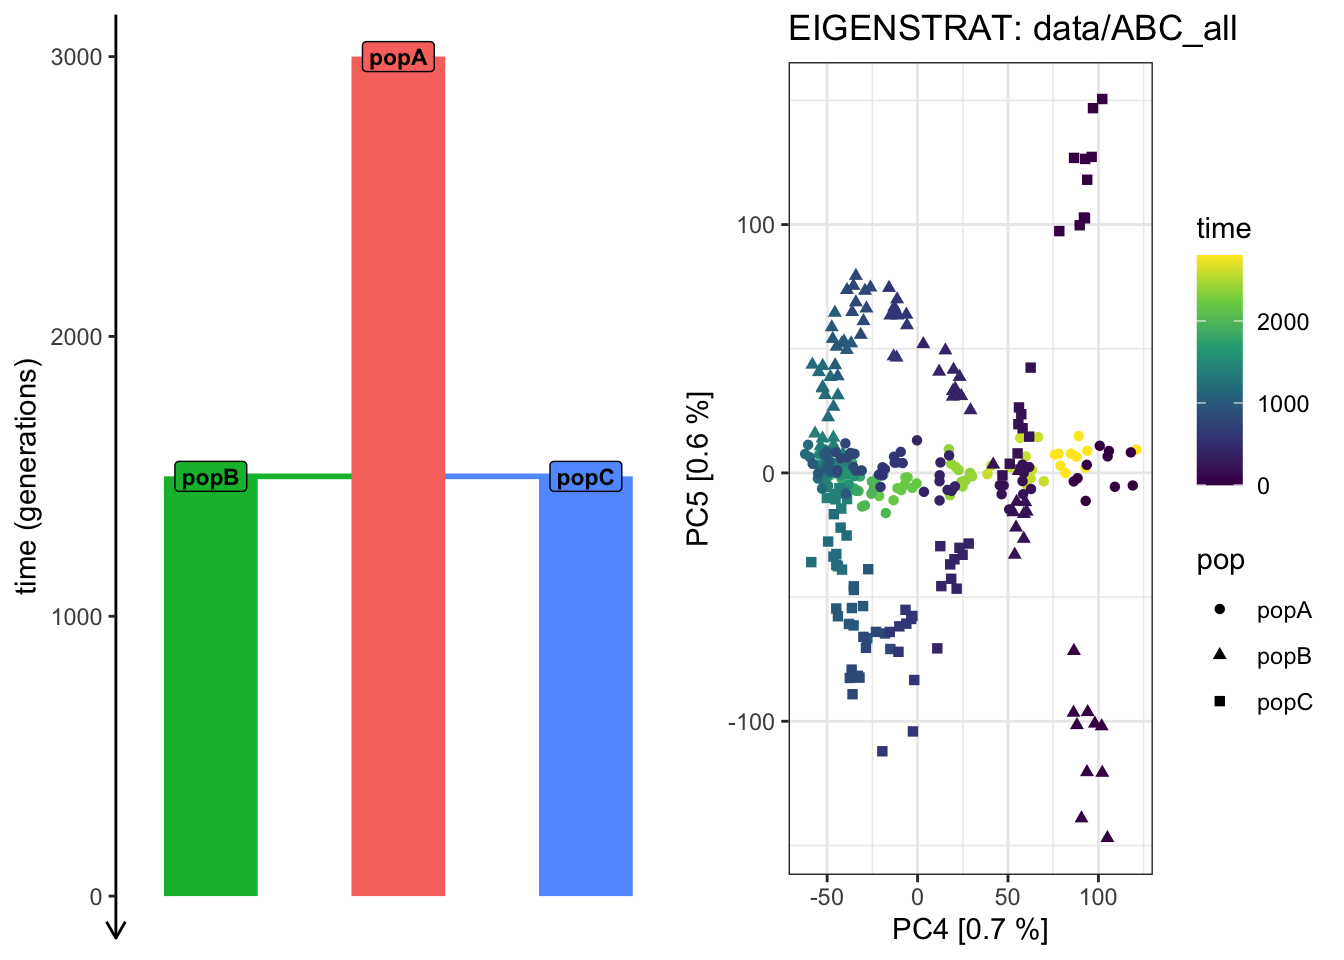 time (generations)
3000
2000
1000
0
popA
popB
popC
EIGENSTRAT: data/ABC_all
PC5 [0.6 %]
100
0
-100
-50
0
50
100
PC4 [0.7 %]
time
2000
1000
0
pop
popA
popB
popC